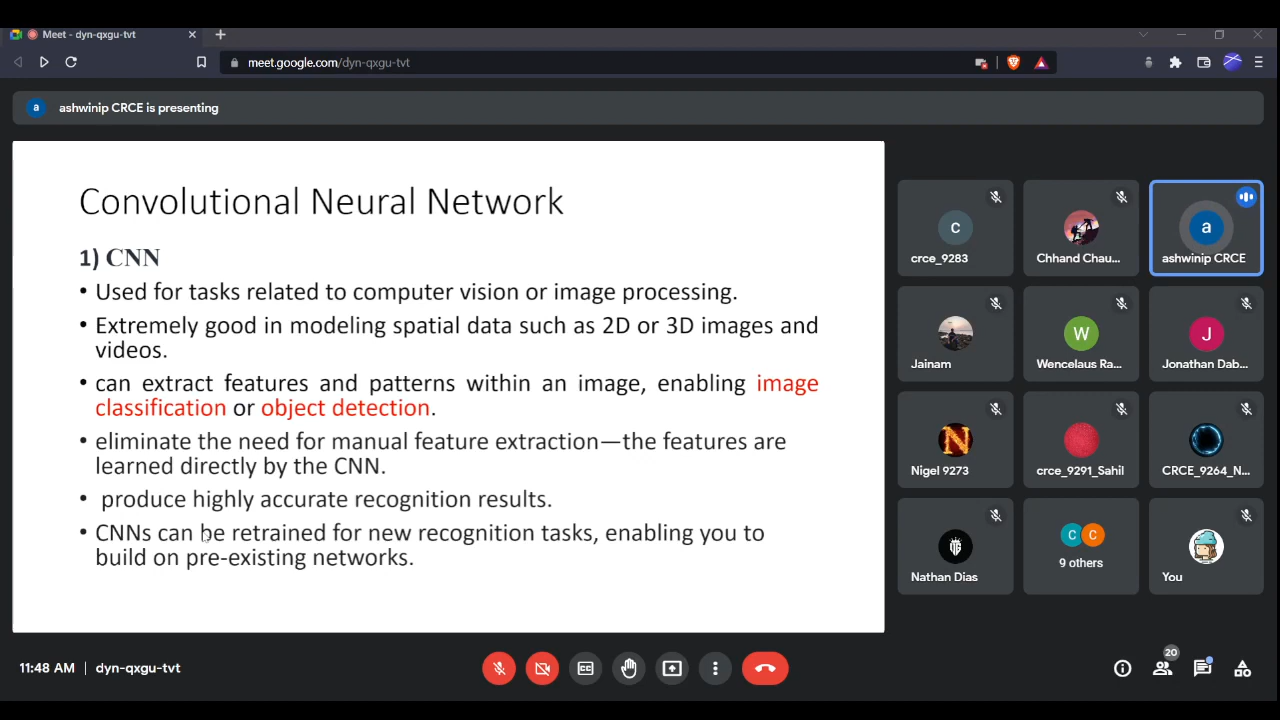 Meet - dyn-qxgu-tvt
meet.google.com/dyn-qxgu-tvt
a
ashwinip CRCE is presenting
Convolutional Neural Network
1) CNN
• Used for tasks related to computer vision or image processing.
• Extremely good in modeling spatial data such as 2D or 3D images and
videos.
• can extract features and patterns within an image, enabling image
classification or object detection.
• eliminate the need for manual feature extraction—the features are
learned directly by the CNN.
• produce highly accurate recognition results.
• CNNs can be retrained for new recognition tasks, enabling you to
build on pre-existing networks.
c
crce_9283
Chhand Chau...
a
ashwinip CRCE
Jainam
W
Wencelaus Ra...
J
Jonathan Dab...
N
Nigel 9273
crce_9291_Sahil
CRCE_9264_N...
Nathan Dias
C C
9 others
You
11:48 AM | dyn-qxgu-tvt
20